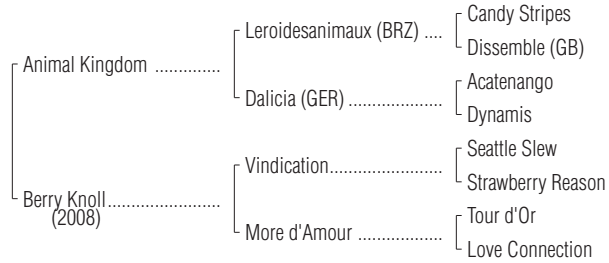 Candy Stripes
Leroidesanimaux (BRZ) ....
Dissemble (GB)
Animal Kingdom ..............
Acatenango
Dalicia (GER) ....................
Dynamis
Seattle Slew
Vindication........................
Strawberry Reason
Berry Knoll........................
(2008)
Tour d'Or
More d'Amour ..................
Love Connection